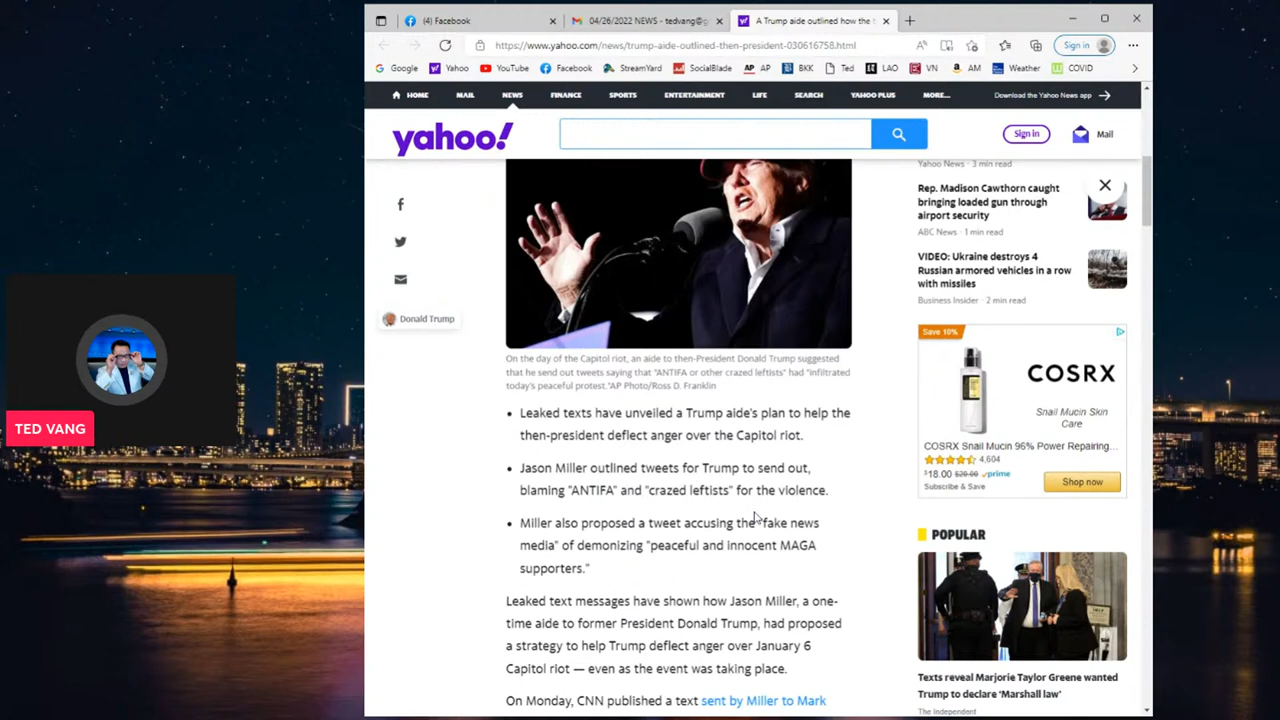 (4) Facebook
04/26/2022 NEWS - tedvang@g
A Trump aide outlined how the t
https://www.yahoo.com/news/trump-aide-outlined-then-president-030616758.html
Sign in
Google
Yahoo
YouTube
Facebook
StreamYard
SocialBlade
AP AP
BKK
Ted
LAO
VN
AM
Weather
COVID
HOME
MAIL
NEWS
FINANCE
SPORTS
ENTERTAINMENT
LIFE
SEARCH
YAHOO PLUS
MORE...
Download the Yahoo News app
yahoo!
Sign in
Mail
Donald Trump
On the day of the Capitol riot, an aide to then-President Donald Trump suggested
that he send out tweets saying that "ANTIFA or other crazed leftists" had "infiltrated
today's peaceful protest."AP Photo/Ross D. Franklin
• Leaked texts have unveiled a Trump aide's plan to help the
then-president deflect anger over the Capitol riot.
• Jason Miller outlined tweets for Trump to send out,
blaming "ANTIFA" and "crazed leftists" for the violence.
• Miller also proposed a tweet accusing the "fake news
media" of demonizing "peaceful and innocent MAGA
supporters."
Leaked text messages have shown how Jason Miller, a one-
time aide to former President Donald Trump, had proposed
a strategy to help Trump deflect anger over January 6
Capitol riot — even as the event was taking place.
On Monday, CNN published a text sent by Miller to Mark
Yahoo News · 3 min read
Rep. Madison Cawthorn caught
bringing loaded gun through
airport security
ABC News · 1 min read
VIDEO: Ukraine destroys 4
Russian armored vehicles in a row
with missiles
Business Insider · 2 min read
Save 10%
COSRX
Snail Mucin Skin
Care
COSRX Snail Mucin 96% Power Repairing...
4,604
$18.00 $20.00 prime
Subscribe & Save
Shop now
POPULAR
Texts reveal Marjorie Taylor Greene wanted
Trump to declare 'Marshall law'
The Independent
TED VANG